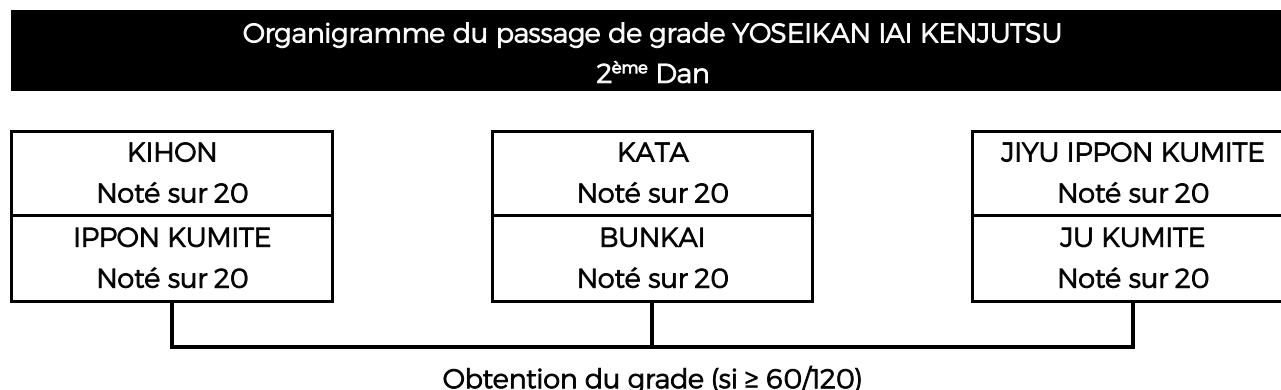 Organigramme du passage de grade YOSEIKAN IAI KENJUTSU
2ème Dan
KIHON
Noté sur 20
IPPON KUMITE
Noté sur 20
KATA
Noté sur 20
BUNKAI
Noté sur 20
JIYU IPPON KUMITE
Noté sur 20
JU KUMITE
Noté sur 20
Obtention du grade (si ≥ 60/120)